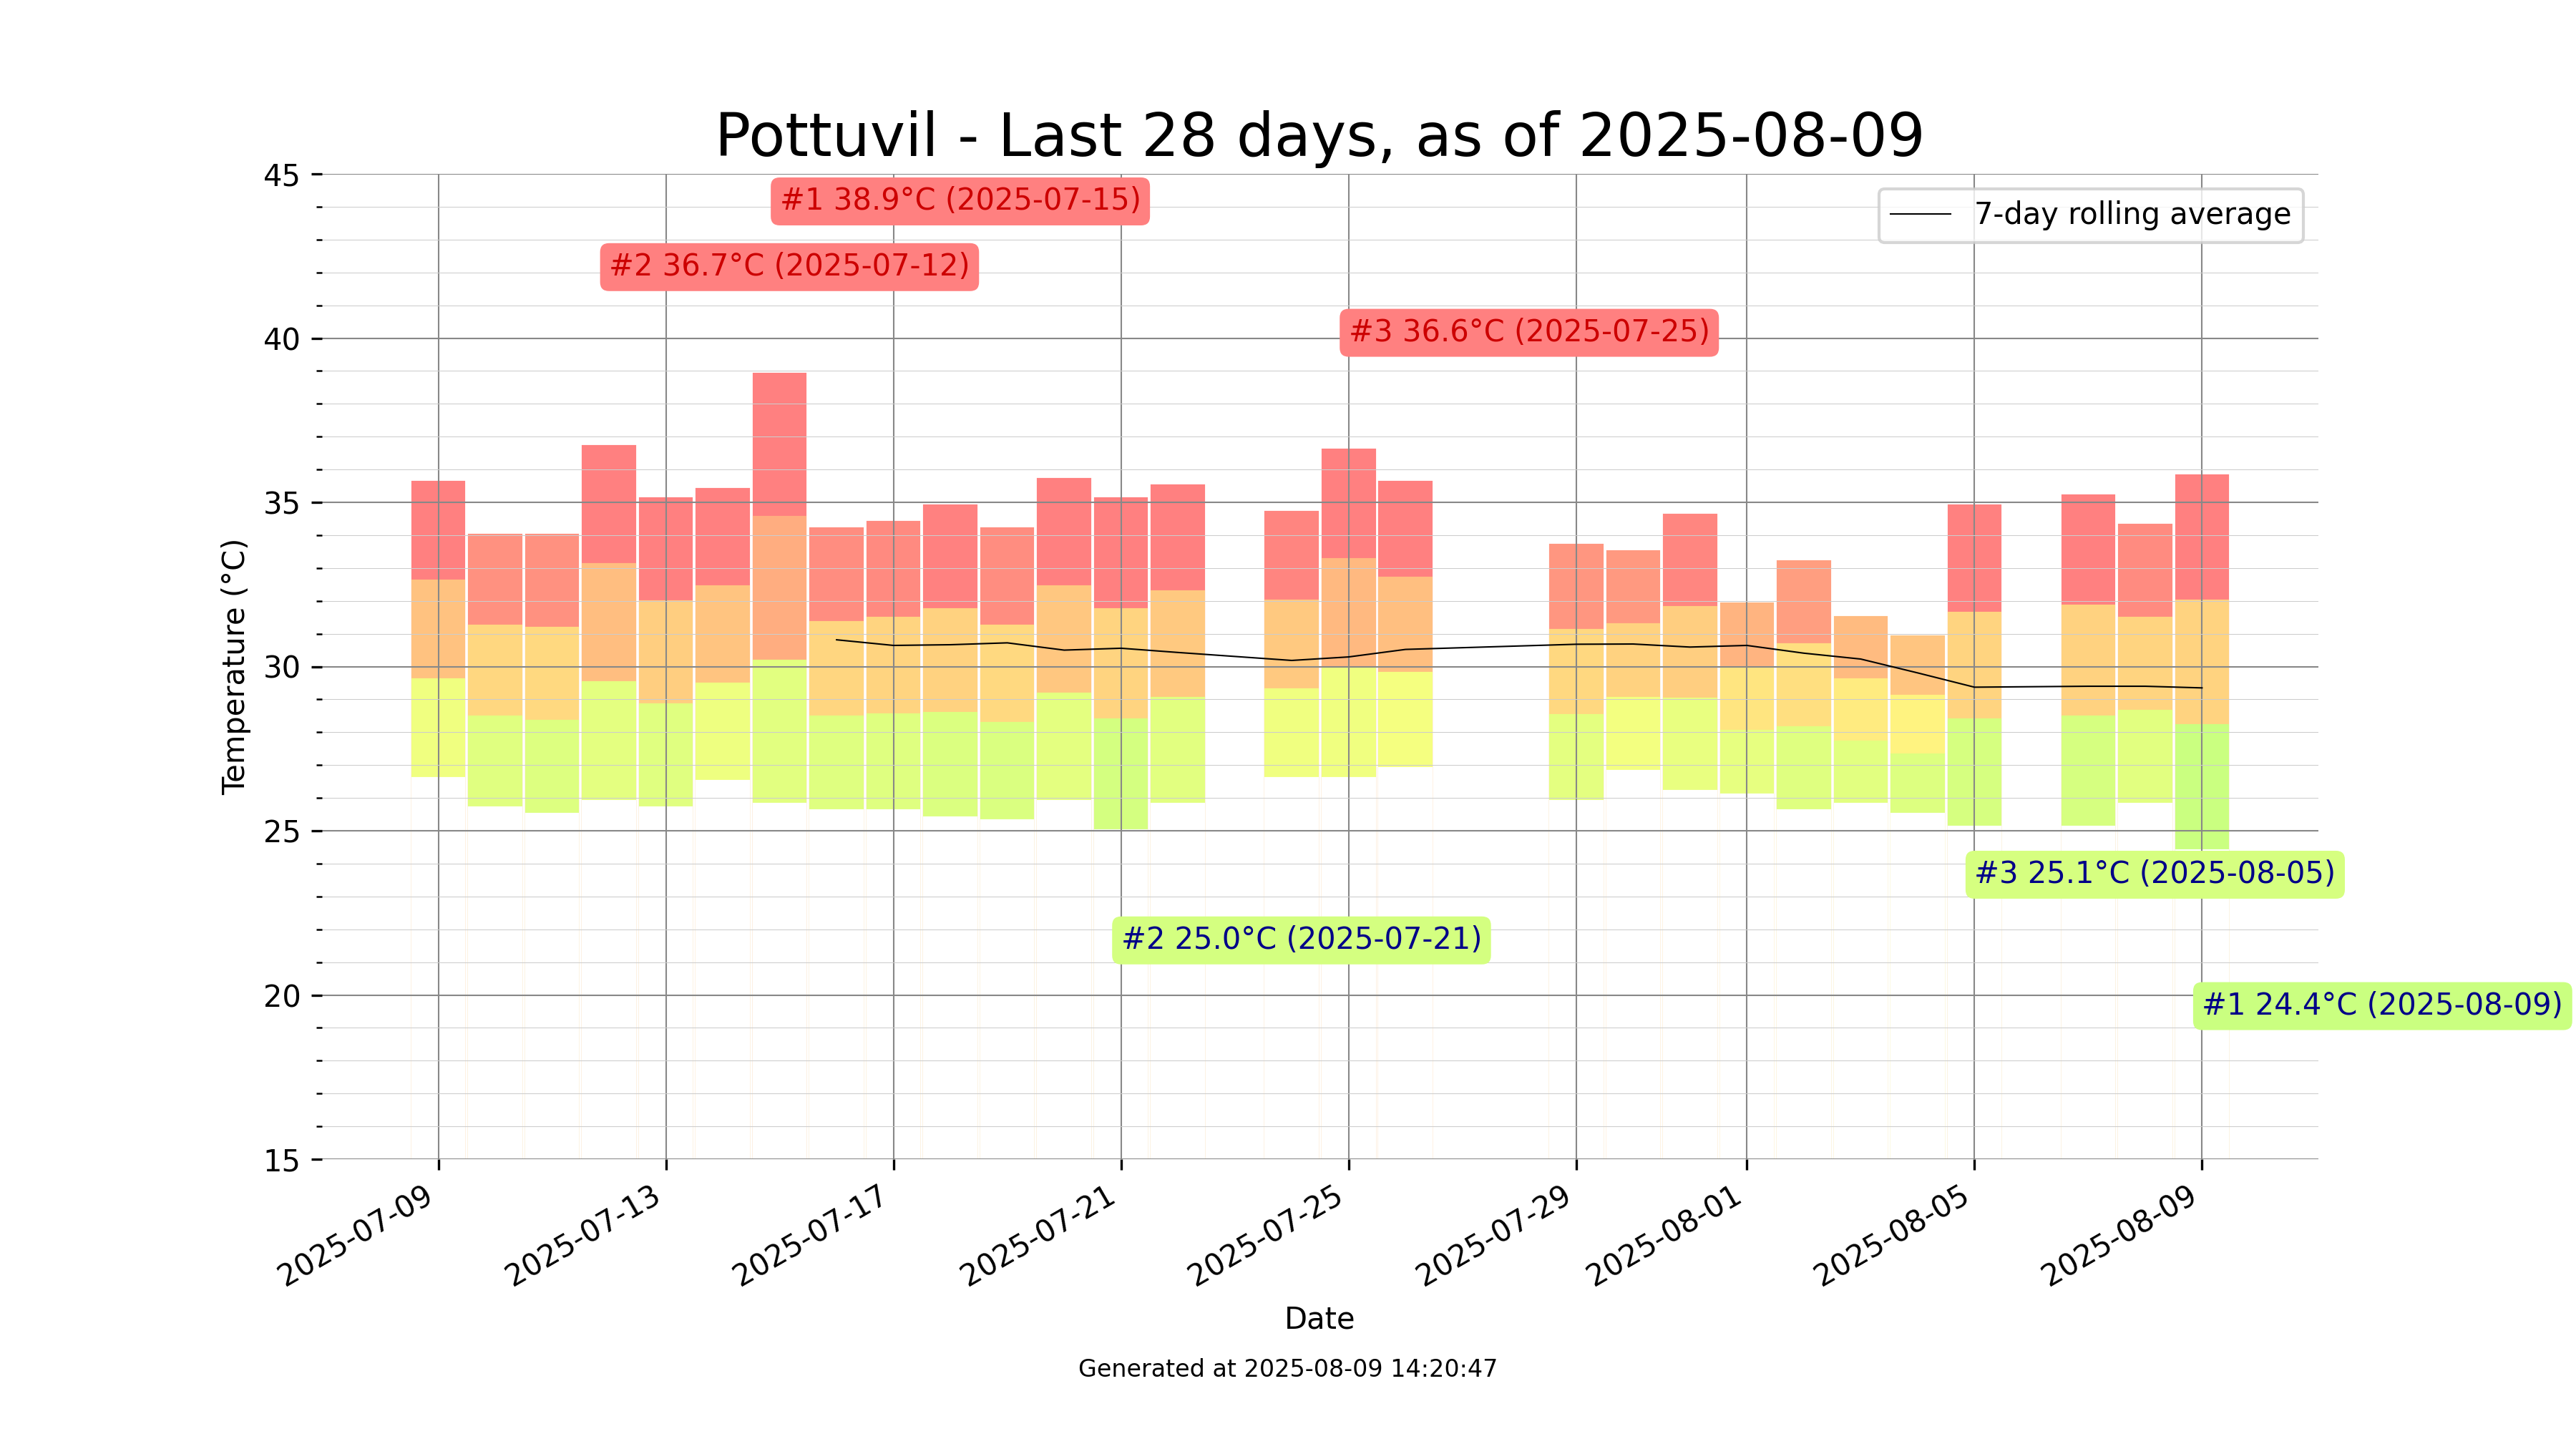 Pottuvil - Last 28 days, as of 2025-08-09
45
#1 38.9°C (2025-07-15)
7-day rolling average
#2 36.7°C (2025-07-12)
40
#3 36.6°C (2025-07-25)
35
Temperature (°C)
30
25
#3 25.1°C (2025-08-05)
#2 25.0°C (2025-07-21)
20
#1 24.4°C (2025-08-09)
15
2025-07-09
2025-07-13
2025-07-17
2025-07-21
2025-07-25
2025-07-29
2025-08-01
2025-08-05
2025-08-09
Date
Generated at 2025-08-09 14:20:47